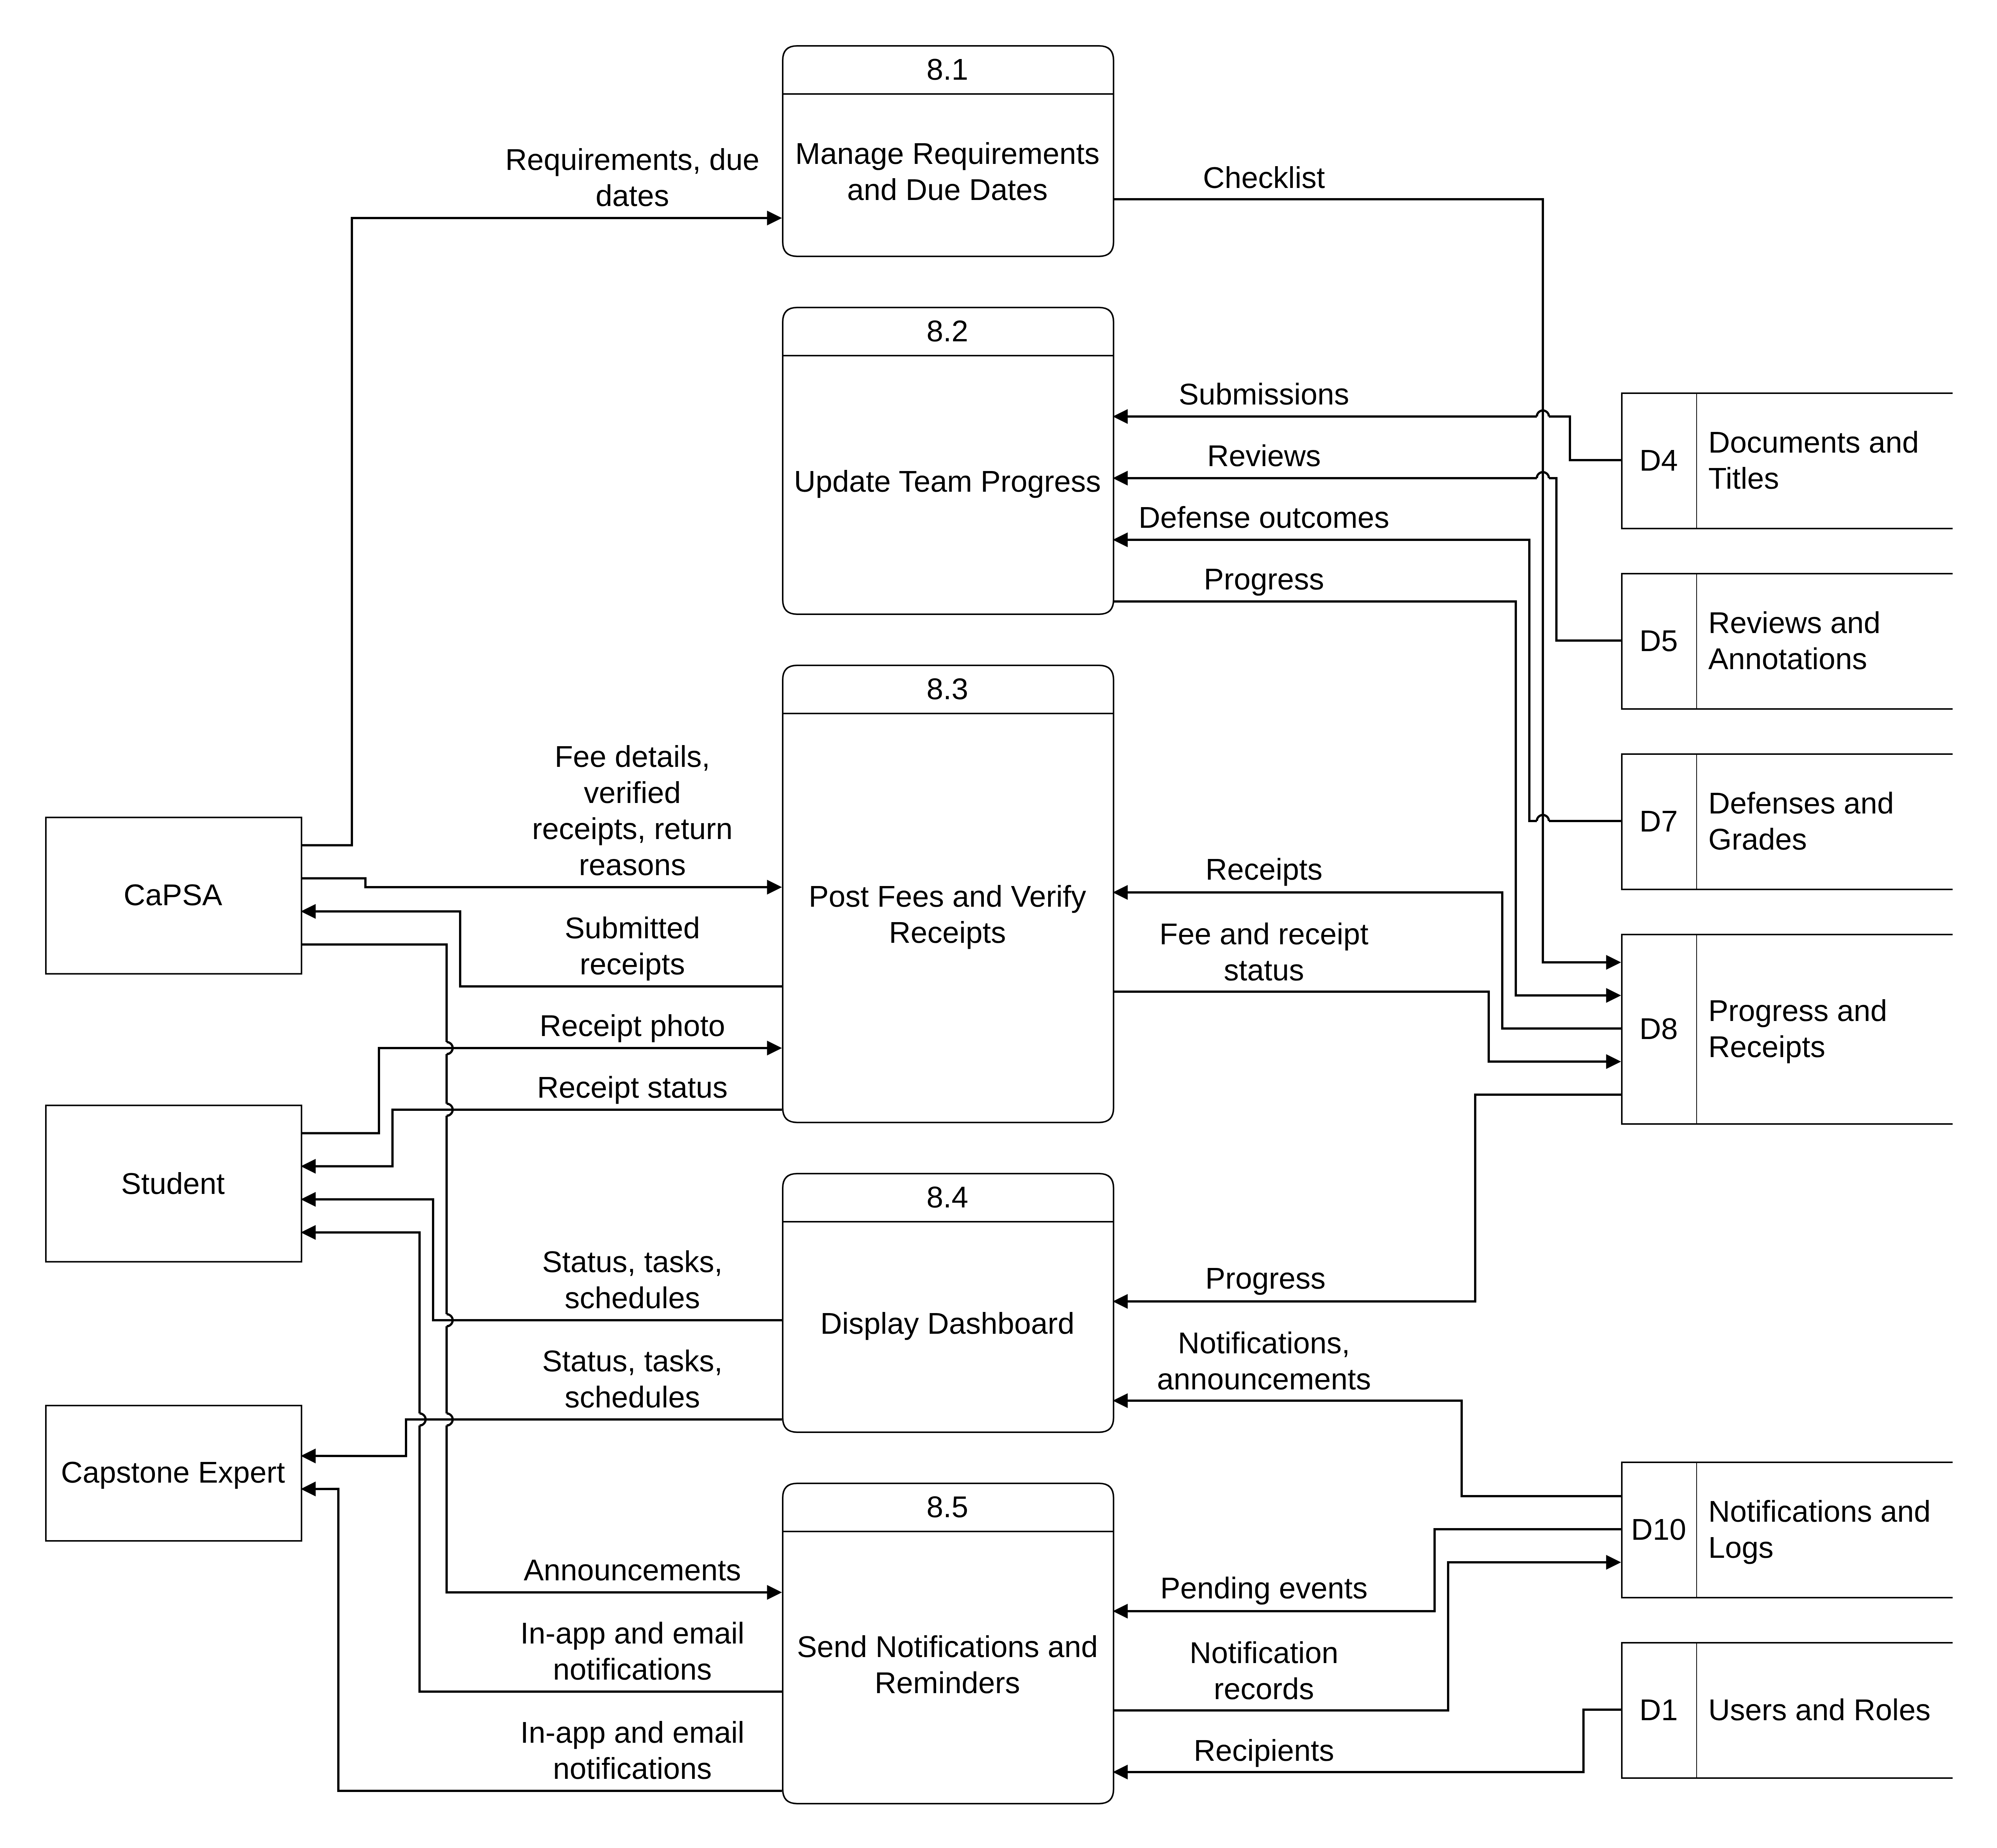 8.1
Manage Requirements
and Due Dates
Requirements, due
dates
Checklist
8.2
Update Team Progress
Submissions
Reviews
Defense outcomes
Progress
D4
Documents and
Titles
D5
Reviews and
Annotations
D7
Defenses and
Grades
8.3
Post Fees and Verify
Receipts
Fee details,
verified
receipts, return
reasons
Submitted
receipts
Receipt photo
Receipt status
Receipts
Fee and receipt
status
CaPSA
D8
Progress and
Receipts
Student
8.4
Display Dashboard
Status, tasks,
schedules
Status, tasks,
schedules
Progress
Notifications,
announcements
Capstone Expert
8.5
Send Notifications and
Reminders
Announcements
In-app and email
notifications
In-app and email
notifications
Pending events
Notification
records
Recipients
D10
Notifications and
Logs
D1
Users and Roles